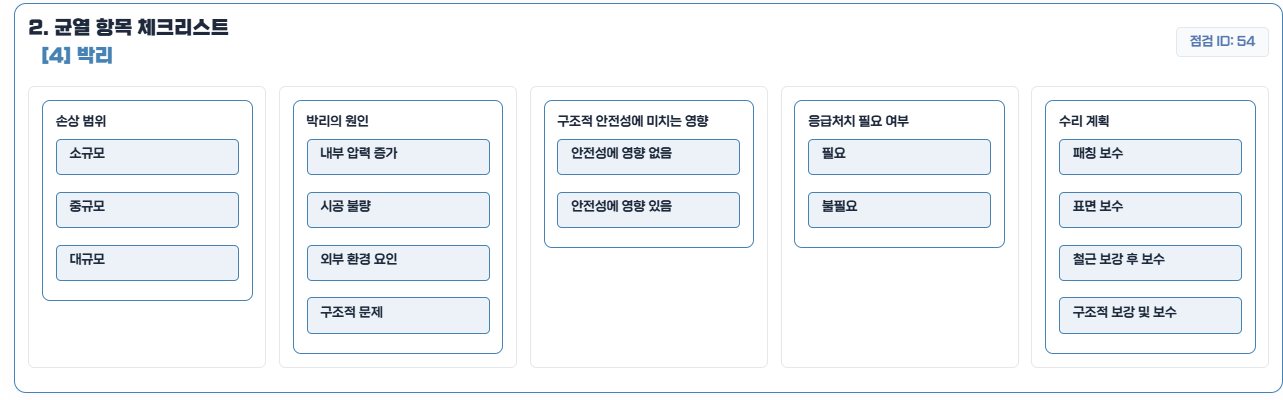 2. 균열 항목 체크리스트
[4] 박리
점검 ID: 54
손상 범위
소규모
중규모
대규모
박리의 원인
내부 압력 증가
시공 불량
외부 환경 요인
구조적 문제
구조적 안전성에 미치는 영향
안전성에 영향 없음
안전성에 영향 있음
응급처치 필요 여부
필요
불필요
수리 계획
패칭 보수
표면 보수
철근 보강 후 보수
구조적 보강 및 보수